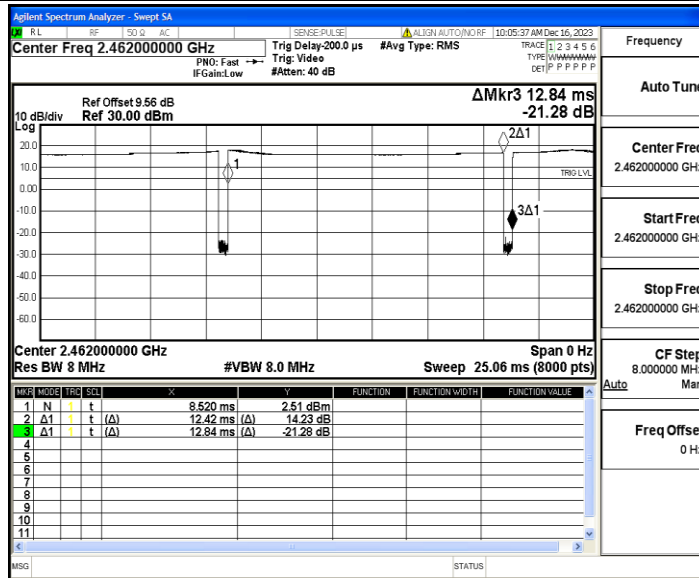 Agilent Spectrum Analyzer - Swept SA
RL RF 50 Ω AC SENSE:PULSE ALIGN AUTO/NO RF 10:05:37 AM Dec 16, 2023
Center Freq 2.462000000 GHz
PNO: Fast
IFGain:Low
Trig Delay-200.0 µs
Trig: Video
#Atten: 40 dB
#Avg Type: RMS
TRACE 1 2 3 4 5 6
TYPE WWWWWW
DET P P P P P P
ΔMkr3 12.84 ms
-21.28 dB
Ref Offset 9.56 dB
10 dB/div Ref 30.00 dBm
Log
20.0
10.0
0.00
-10.0
-20.0
-30.0
-40.0
-50.0
-60.0
1
2Δ1
TRIG LVL
3Δ1
Center 2.462000000 GHz Span 0 Hz
Res BW 8 MHz #VBW 8.0 MHz Sweep 25.06 ms (8000 pts)
MKR MODE TRC SCL X Y FUNCTION FUNCTION WIDTH FUNCTION VALUE
1 N 1 t 8.520 ms 2.51 dBm
2 Δ1 1 t (Δ) 12.42 ms (Δ) 14.23 dB
3 Δ1 1 t (Δ) 12.84 ms (Δ) -21.28 dB
4
5
6
7
8
9
10
11
MSG STATUS
Frequency
Auto Tune
Center Freq
2.462000000 GHz
Start Freq
2.462000000 GHz
Stop Freq
2.462000000 GHz
CF Step
8.000000 MHz
Auto Man
Freq Offset
0 Hz